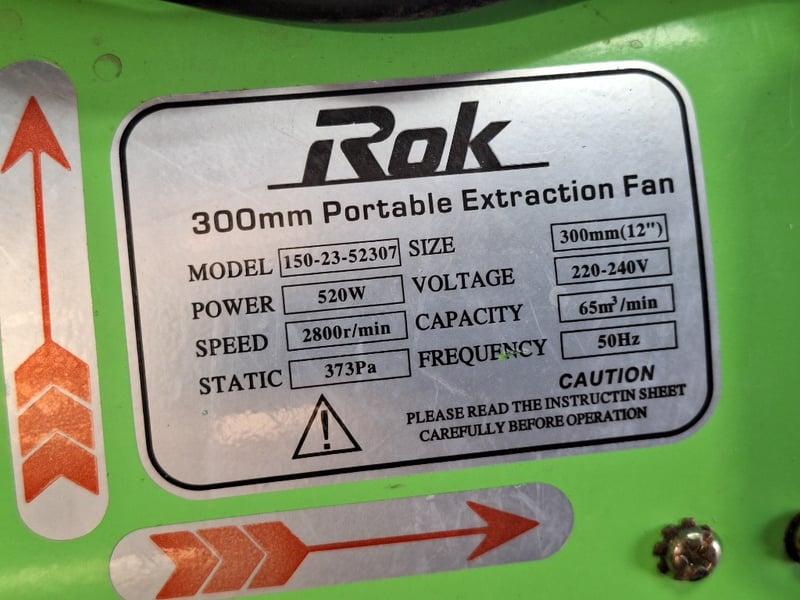 Rok
300mm Portable Extraction Fan
MODEL 150-23-52307 SIZE 300mm(12")
POWER 520W VOLTAGE 220-240V
SPEED 2800r/min CAPACITY 65m³/min
STATIC 373Pa FREQUENCY 50Hz
CAUTION
PLEASE READ THE INSTRUCTIN SHEET
CAREFULLY BEFORE OPERATION